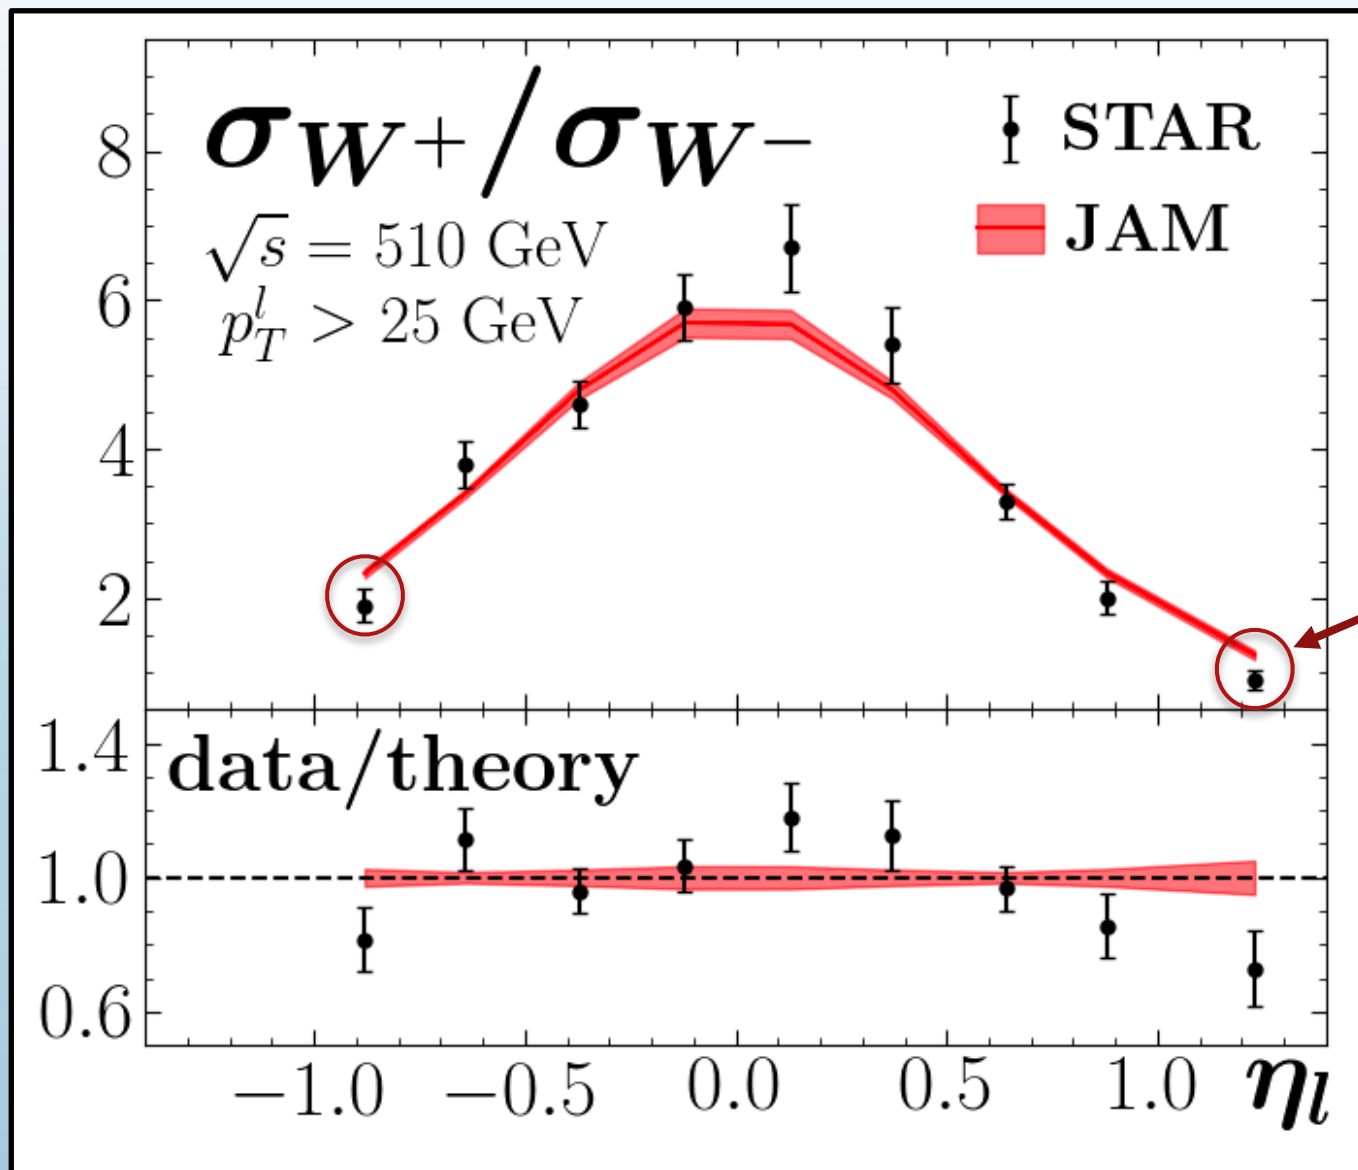 σW+/σW−
√s = 510 GeV
p_T^l > 25 GeV
STAR
JAM
8
6
4
2
data/theory
1.4
1.0
0.6
−1.0 −0.5 0.0 0.5 1.0 ηl